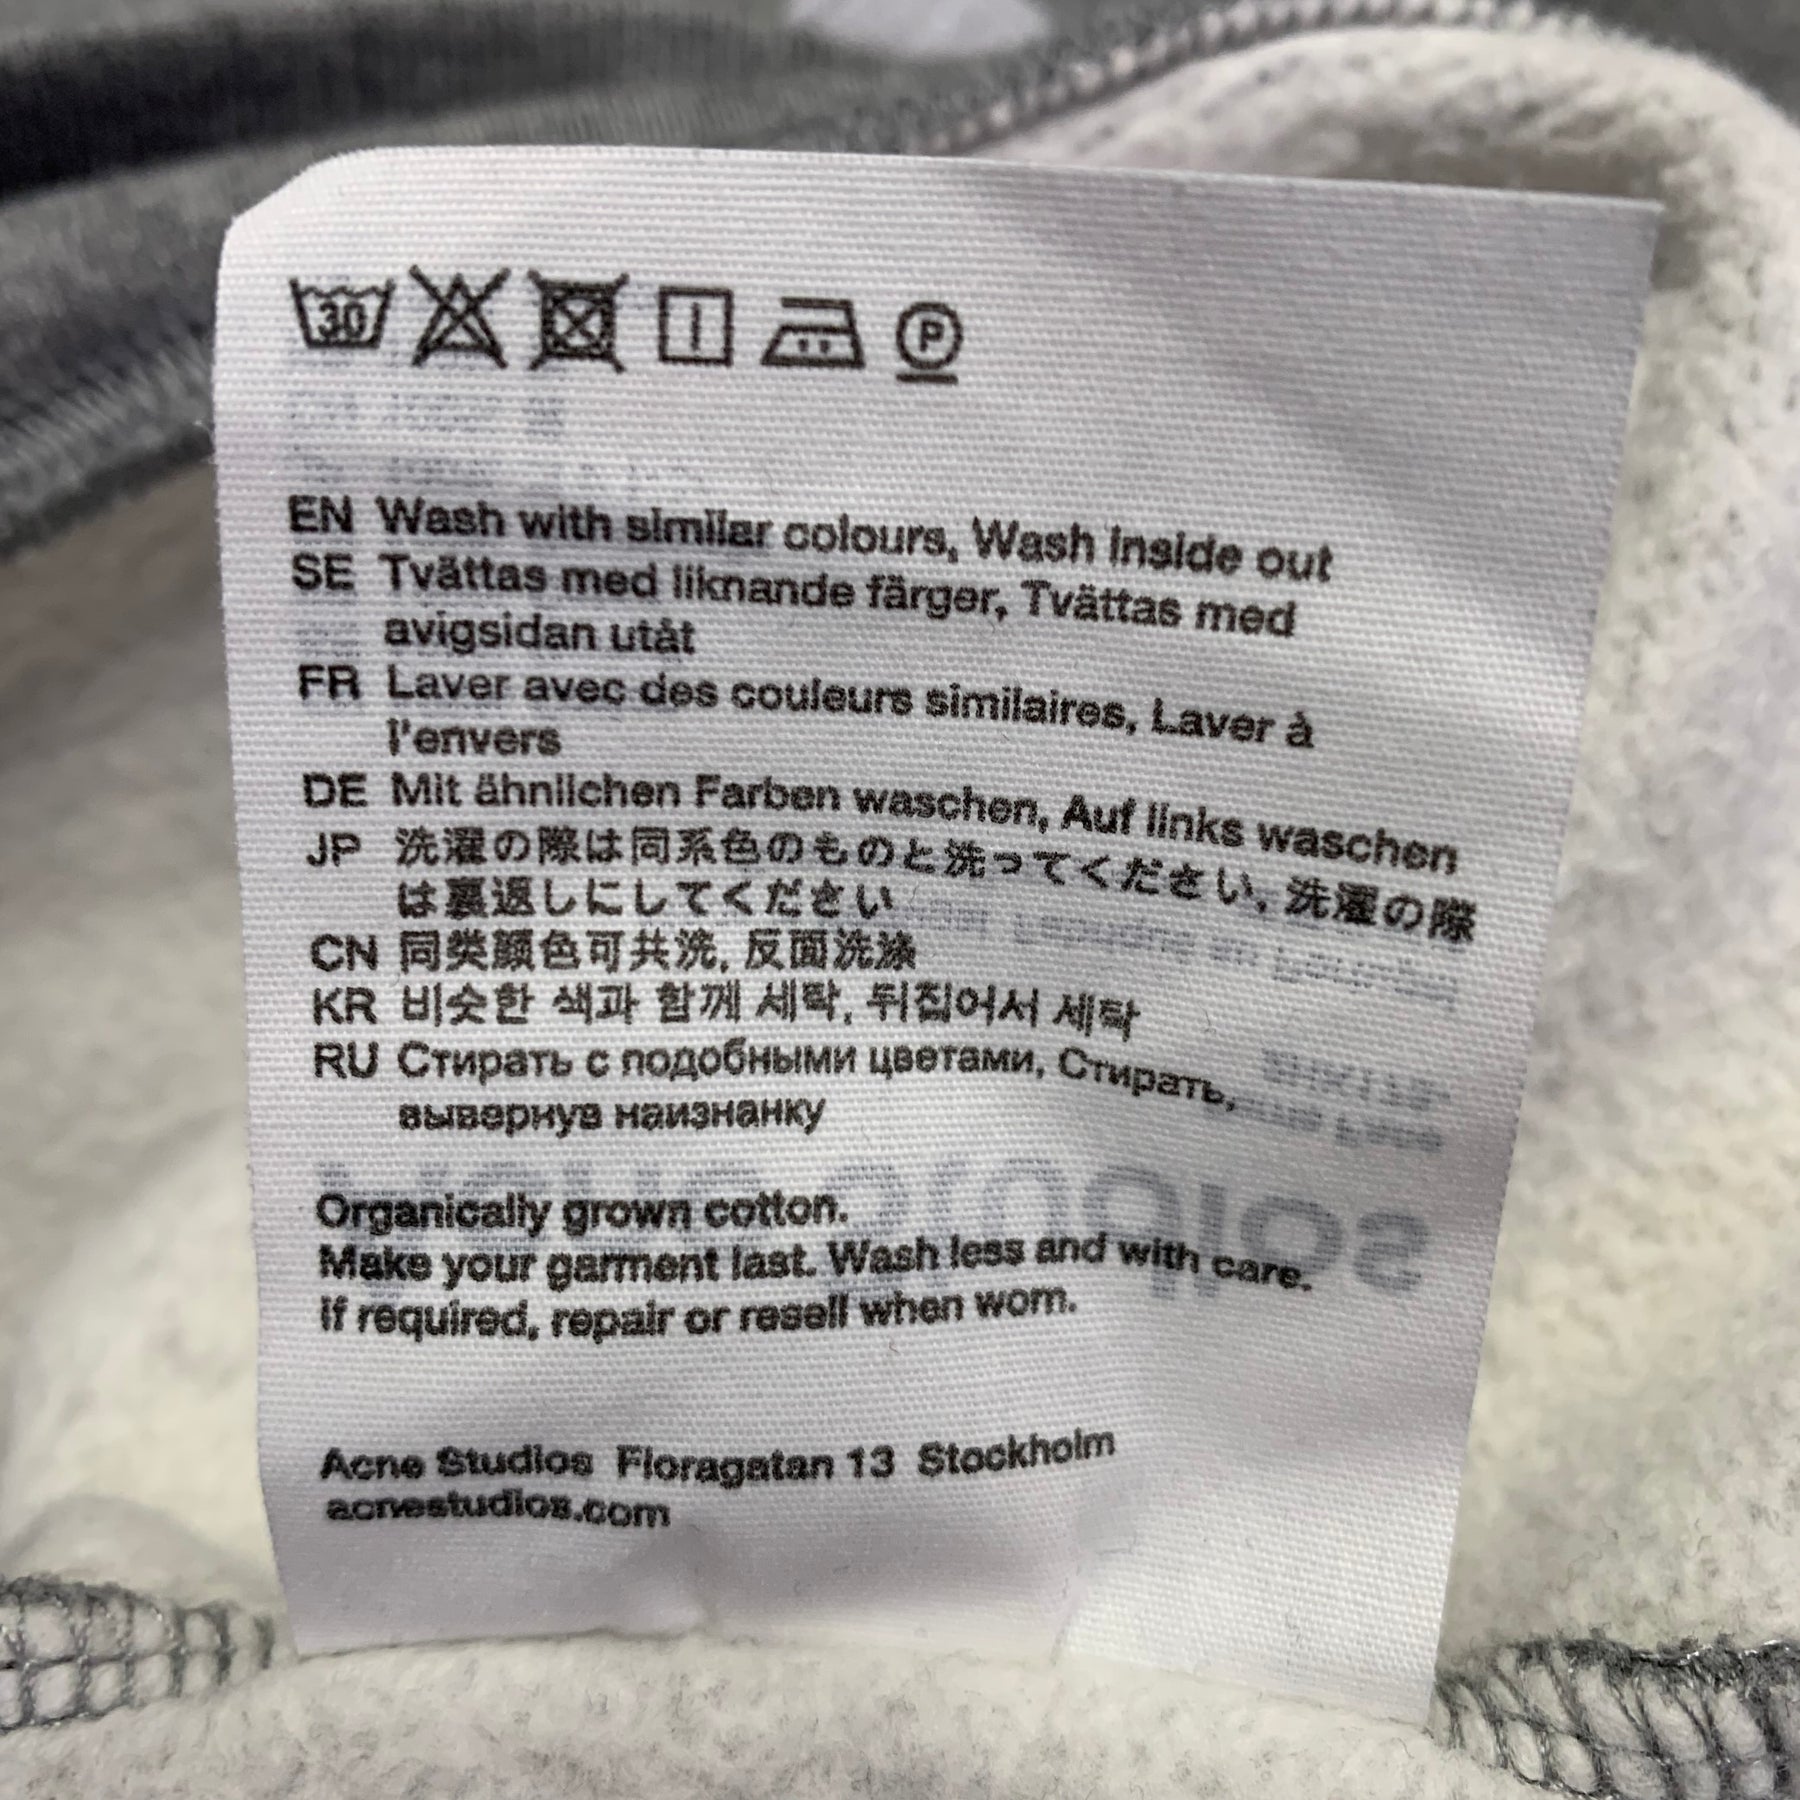 30
P
EN Wash with similar colours, Wash inside out
SE Tvättas med liknande färger, Tvättas med
avigsidan utåt
FR Laver avec des couleurs similaires, Laver à
l'envers
DE Mit ähnlichen Farben waschen, Auf links waschen
JP 洗濯の際は同系色のものと洗ってください, 洗濯の際
は裏返しにしてください
CN 同类颜色可共洗, 反面洗涤
KR 비슷한 색과 함께 세탁, 뒤집어서 세탁
RU Стирать с подобными цветами, Стирать,
вывернув наизнанку
Organically grown cotton.
Make your garment last. Wash less and with care.
If required, repair or resell when worn.
Acne Studios Floragatan 13 Stockholm
acnestudios.com